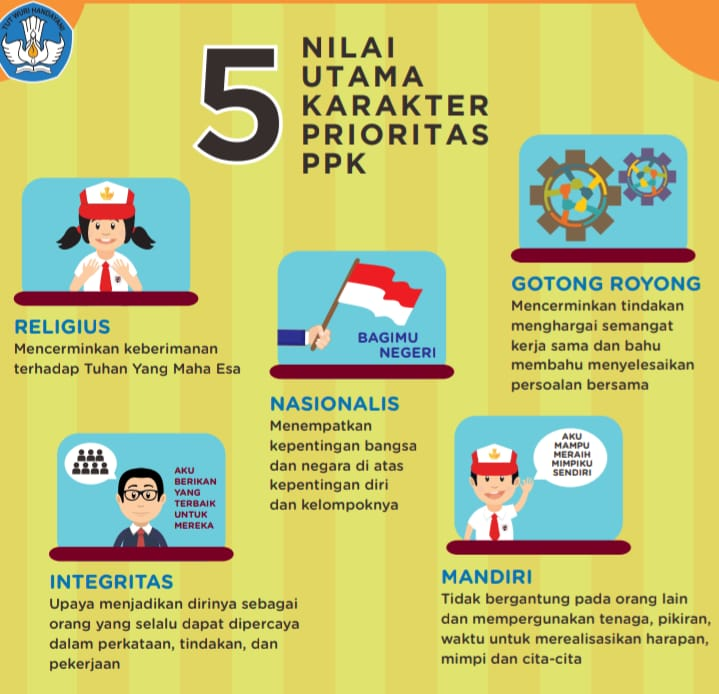 TUT WURI HANDAYANI
5
NILAI
UTAMA
KARAKTER
PRIORITAS
PPK
RELIGIUS
Mencerminkan keberimanan
terhadap Tuhan Yang Maha Esa
BAGIMU
NEGERI
NASIONALIS
Menempatkan
kepentingan bangsa
dan negara di atas
kepentingan diri
dan kelompoknya
GOTONG ROYONG
Mencerminkan tindakan
menghargai semangat
kerja sama dan bahu
membahu menyelesaikan
persoalan bersama
AKU
BERIKAN
YANG
TERBAIK
UNTUK
MEREKA
INTEGRITAS
Upaya menjadikan dirinya sebagai
orang yang selalu dapat dipercaya
dalam perkataan, tindakan, dan
pekerjaan
AKU
MAMPU
MERAIH
MIMPIKU
SENDIRI
MANDIRI
Tidak bergantung pada orang lain
dan mempergunakan tenaga, pikiran,
waktu untuk merealisasikan harapan,
mimpi dan cita-cita